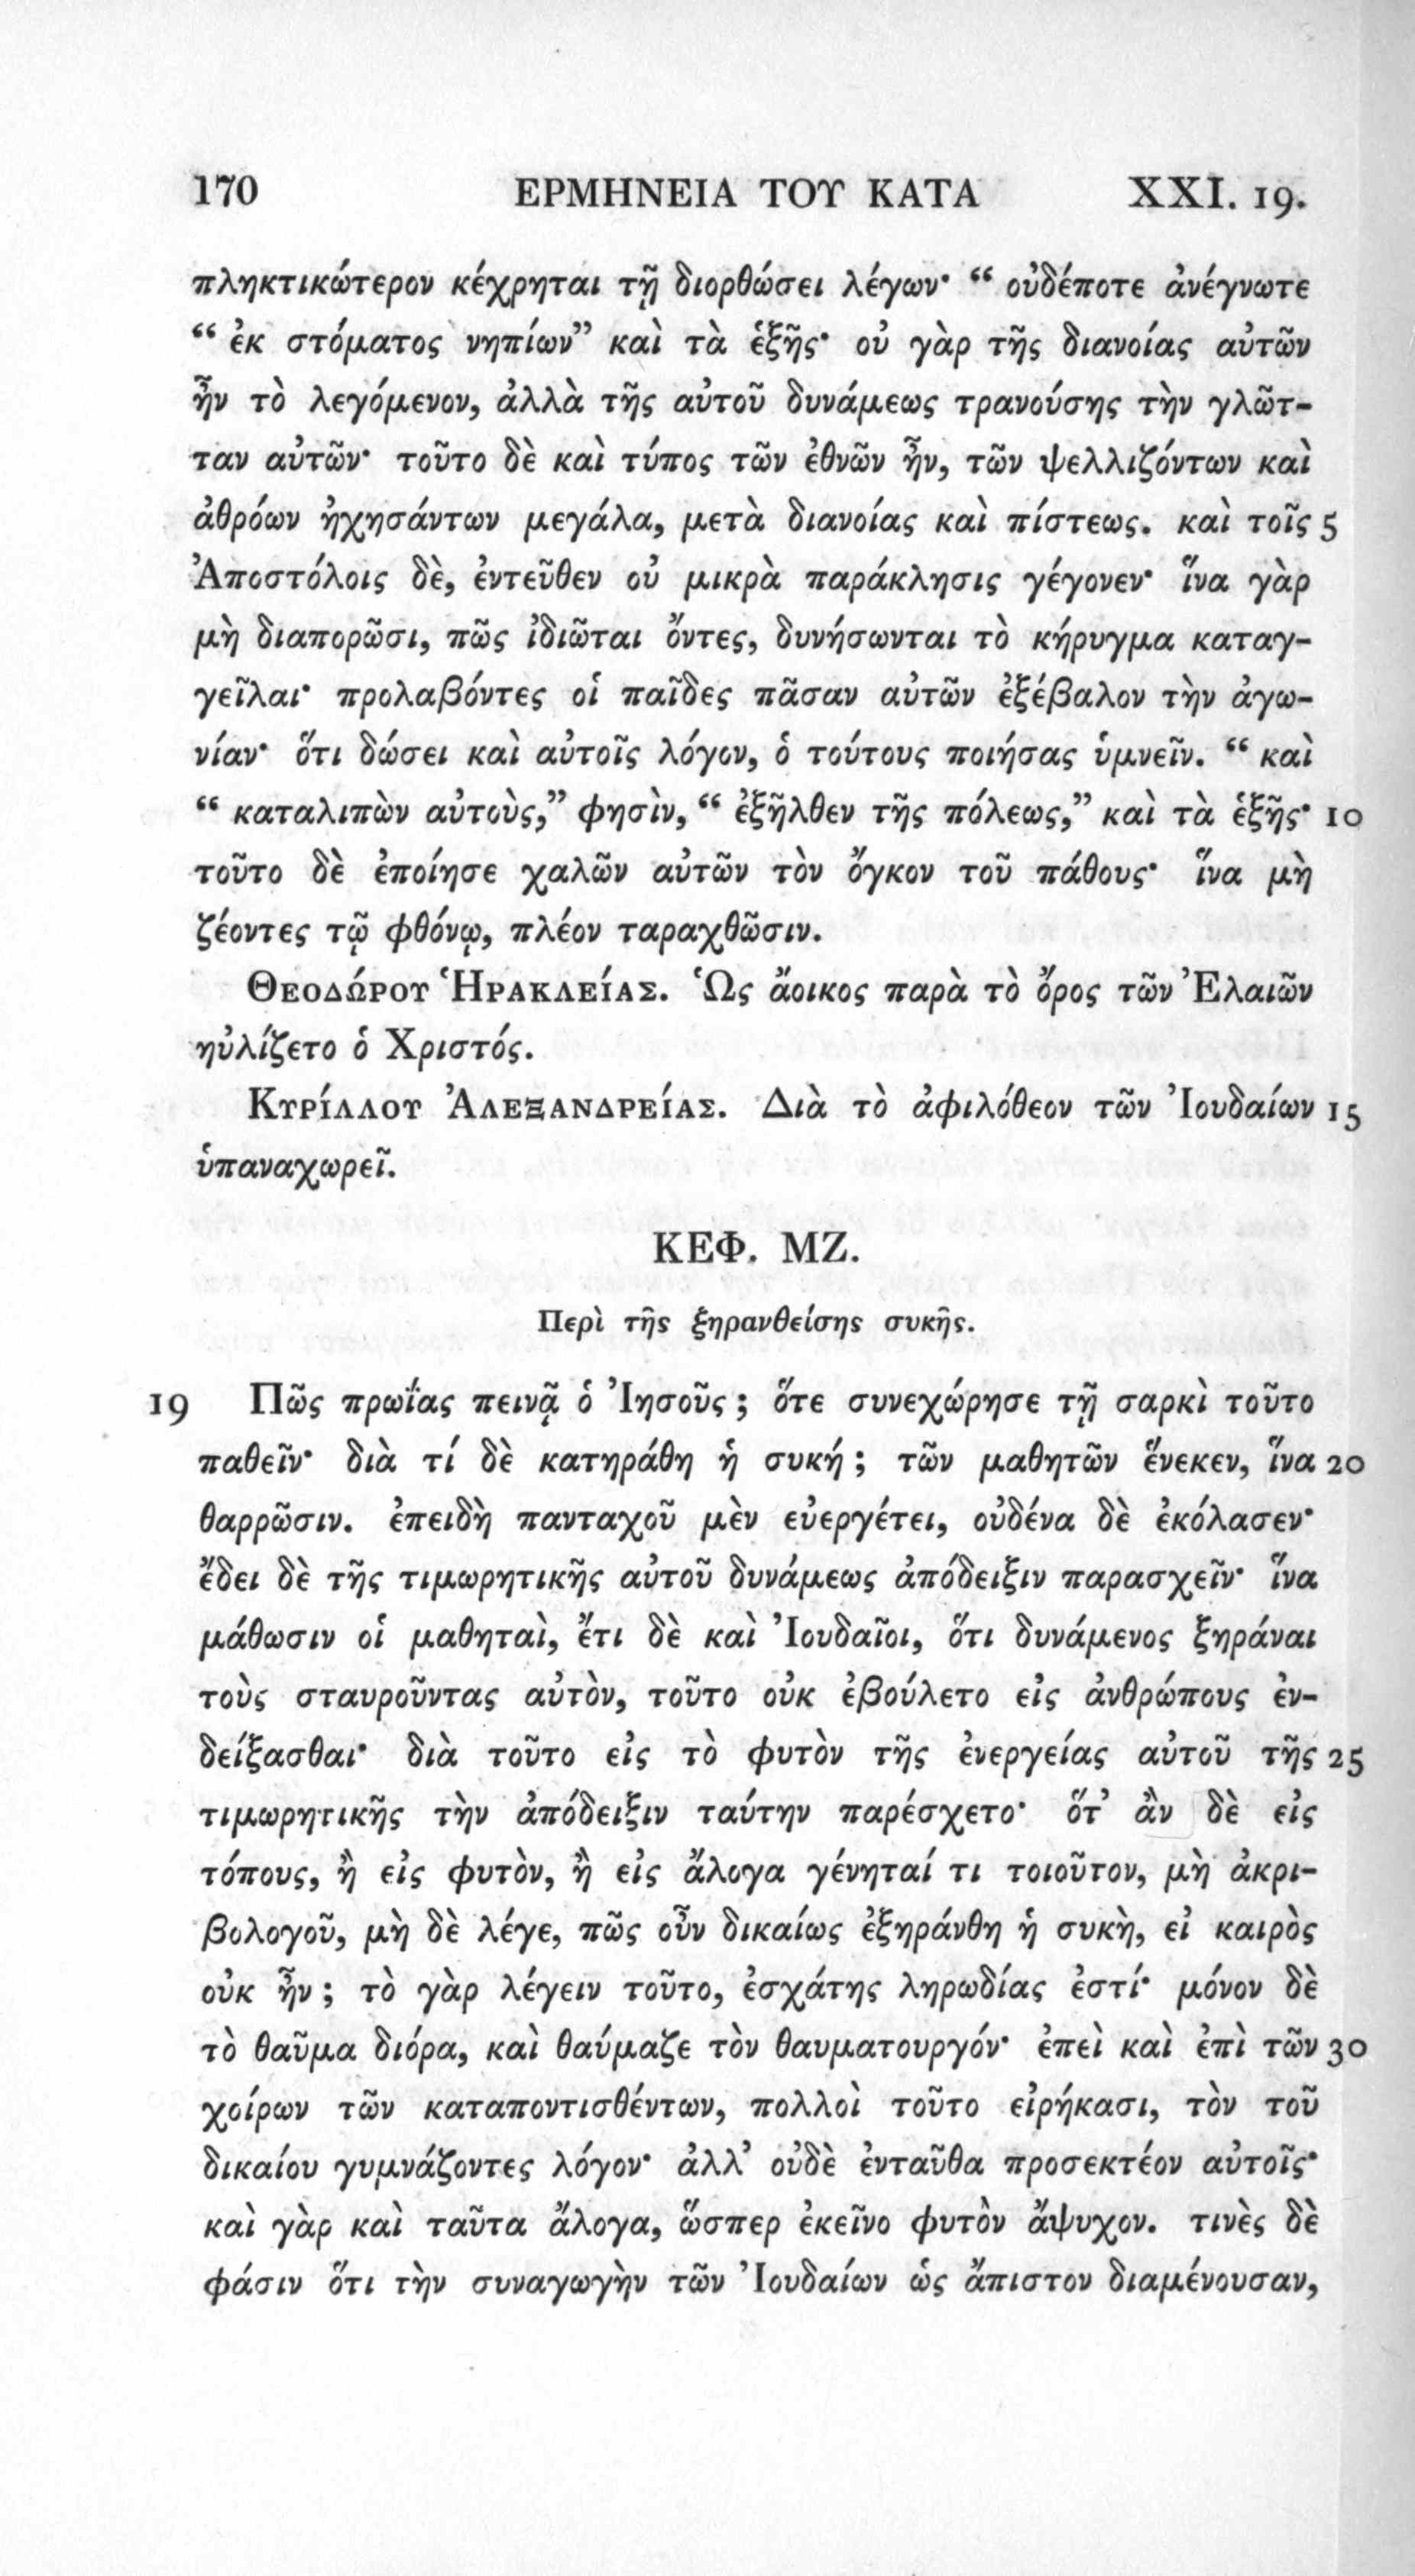 170 ΕΡΜΗΝΕΙΑ ΤΟΥ ΚΑΤΑ XXI. 19.
πληκτικώτερον κέχρηται τῇ διορθώσει λέγων· “ οὐδέποτε ἀνέγνωτε
“ ἐκ στόματος νηπίων” καὶ τὰ ἑξῆς· οὐ γὰρ τῆς διανοίας αὐτῶν
ἦν τὸ λεγόμενον, ἀλλὰ τῆς αὐτοῦ δυνάμεως τρανούσης τὴν γλῶτ-
ταν αὐτῶν· τοῦτο δὲ καὶ τύπος τῶν ἐθνῶν ἦν, τῶν ψελλιζόντων καὶ
ἀθρόων ἠχησάντων μεγάλα, μετὰ διανοίας καὶ πίστεως. καὶ τοῖς 5
Ἀποστόλοις δὲ, ἐντεῦθεν οὐ μικρὰ παράκλησις γέγονεν· ἵνα γὰρ
μὴ διαπορῶσι, πῶς ἰδιῶται ὄντες, δυνήσωνται τὸ κήρυγμα καταγ-
γεῖλαι· προλαβόντες οἱ παῖδες πᾶσαν αὐτῶν ἐξέβαλον τὴν ἀγω-
νίαν· ὅτι δώσει καὶ αὐτοῖς λόγον, ὁ τούτους ποιήσας ὑμνεῖν. “ καὶ
“ καταλιπὼν αὐτοὺς,” φησὶν, “ ἐξῆλθεν τῆς πόλεως,” καὶ τὰ ἑξῆς· 10
τοῦτο δὲ ἐποίησε χαλῶν αὐτῶν τὸν ὄγκον τοῦ πάθους· ἵνα μὴ
ζέοντες τῷ φθόνῳ, πλέον ταραχθῶσιν.
ΘΕΟΔΏΡΟΥ ἩΡΑΚΛΕΊΑΣ. Ὡς ἄοικος παρὰ τὸ ὄρος τῶν Ἐλαιῶν
ηὐλίζετο ὁ Χριστός.
ΚΥΡΊΛΛΟΥ ἈΛΕΞΑΝΔΡΕΊΑΣ. Διὰ τὸ ἀφιλόθεον τῶν Ἰουδαίων 15
ὑπαναχωρεῖ.
ΚΕΦ. ΜΖ.
Περὶ τῆς ξηρανθείσης συκῆς.
19 Πῶς πρωΐας πεινᾷ ὁ Ἰησοῦς ; ὅτε συνεχώρησε τῇ σαρκὶ τοῦτο
παθεῖν· διὰ τί δὲ κατηράθη ἡ συκή ; τῶν μαθητῶν ἕνεκεν, ἵνα 20
θαρρῶσιν. ἐπειδὴ πανταχοῦ μὲν εὐεργέτει, οὐδένα δὲ ἐκόλασεν·
ἔδει δὲ τῆς τιμωρητικῆς αὐτοῦ δυνάμεως ἀπόδειξιν παρασχεῖν· ἵνα
μάθωσιν οἱ μαθηταὶ, ἔτι δὲ καὶ Ἰουδαῖοι, ὅτι δυνάμενος ξηράναι
τοὺς σταυροῦντας αὐτὸν, τοῦτο οὐκ ἐβούλετο εἰς ἀνθρώπους ἐν-
δείξασθαι· διὰ τοῦτο εἰς τὸ φυτὸν τῆς ἐνεργείας αὐτοῦ τῆς 25
τιμωρητικῆς τὴν ἀπόδειξιν ταύτην παρέσχετο· ὅτ’ ἂν δὲ εἰς
τόπους, ἢ εἰς φυτὸν, ἢ εἰς ἄλογα γένηταί τι τοιοῦτον, μὴ ἀκρι-
βολογοῦ, μὴ δὲ λέγε, πῶς οὖν δικαίως ἐξηράνθη ἡ συκὴ, εἰ καιρὸς
οὐκ ἦν ; τὸ γὰρ λέγειν τοῦτο, ἐσχάτης ληρωδίας ἐστί· μόνον δὲ
τὸ θαῦμα διόρα, καὶ θαύμαζε τὸν θαυματουργόν· ἐπεὶ καὶ ἐπὶ τῶν 30
χοίρων τῶν καταποντισθέντων, πολλοὶ τοῦτο εἰρήκασι, τὸν τοῦ
δικαίου γυμνάζοντες λόγον· ἀλλ’ οὐδὲ ἐνταῦθα προσεκτέον αὐτοῖς·
καὶ γὰρ καὶ ταῦτα ἄλογα, ὥσπερ ἐκεῖνο φυτὸν ἄψυχον. τινὲς δὲ
φάσιν ὅτι τὴν συναγωγὴν τῶν Ἰουδαίων ὡς ἄπιστον διαμένουσαν,